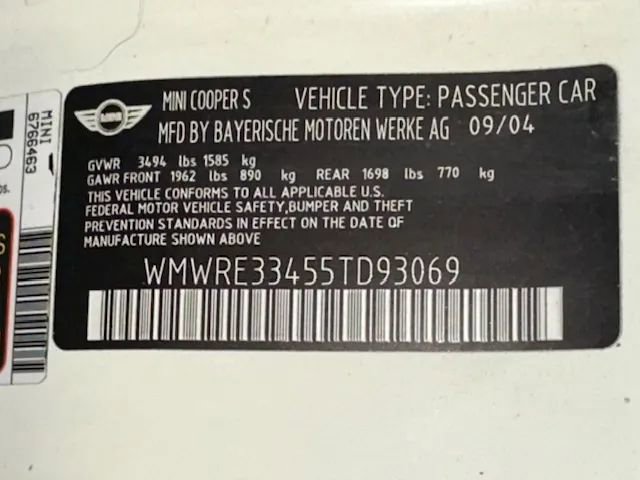 MINI COOPER S VEHICLE TYPE: PASSENGER CAR
MFD BY BAYERISCHE MOTOREN WERKE AG 09/04
GVWR 3494 lbs 1585 kg
GAWR FRONT 1962 lbs 890 kg REAR 1698 lbs 770 kg
THIS VEHICLE CONFORMS TO ALL APPLICABLE U.S.
FEDERAL MOTOR VEHICLE SAFETY,BUMPER AND THEFT
PREVENTION STANDARDS IN EFFECT ON THE DATE OF
MANUFACTURE SHOWN ABOVE
WMWRE33455TD93069
MINI
6766463